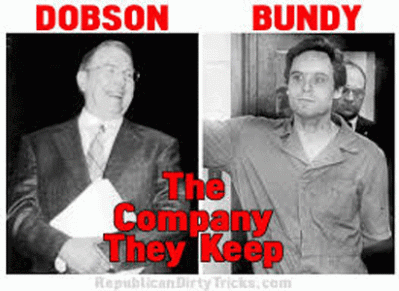 DOBSON BUNDY
The
Company
They Keep
RepublicanDirtyTricks.com